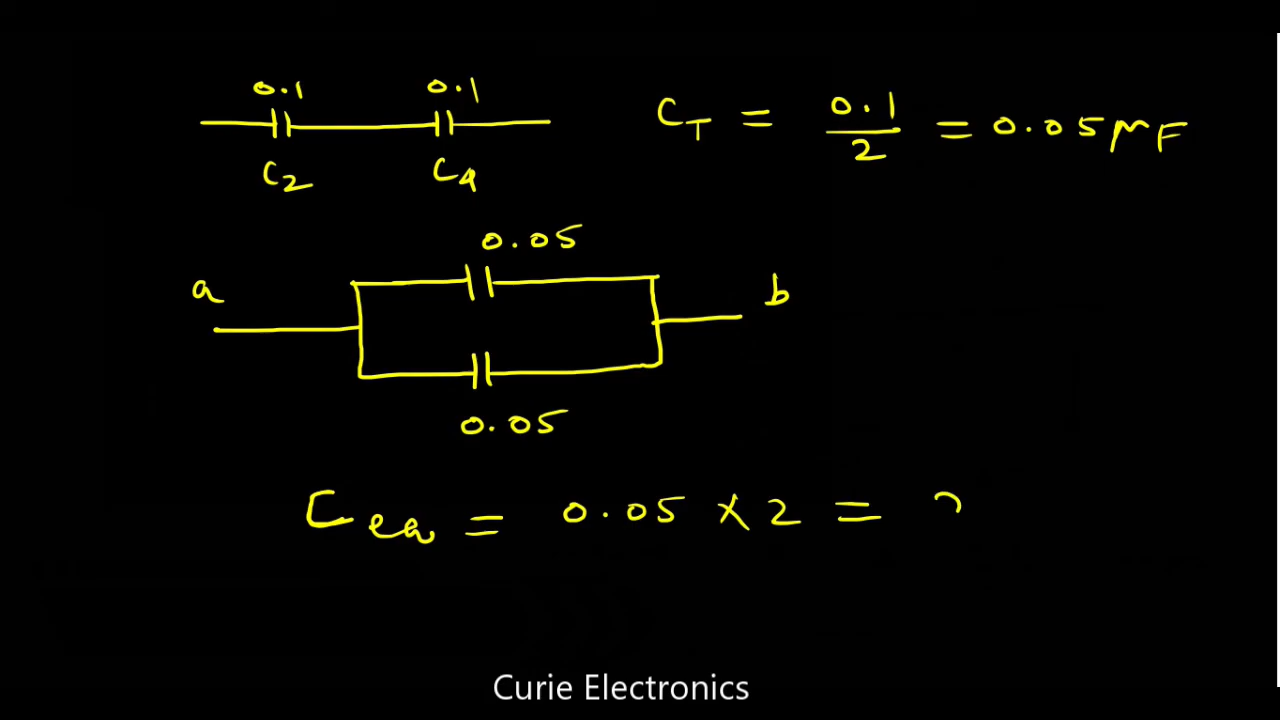 0.1 0.1
C2 C4
CT = 0.1/2 = 0.05μF
0.05
a b
0.05
Ceq = 0.05 × 2 = ?
Curie Electronics